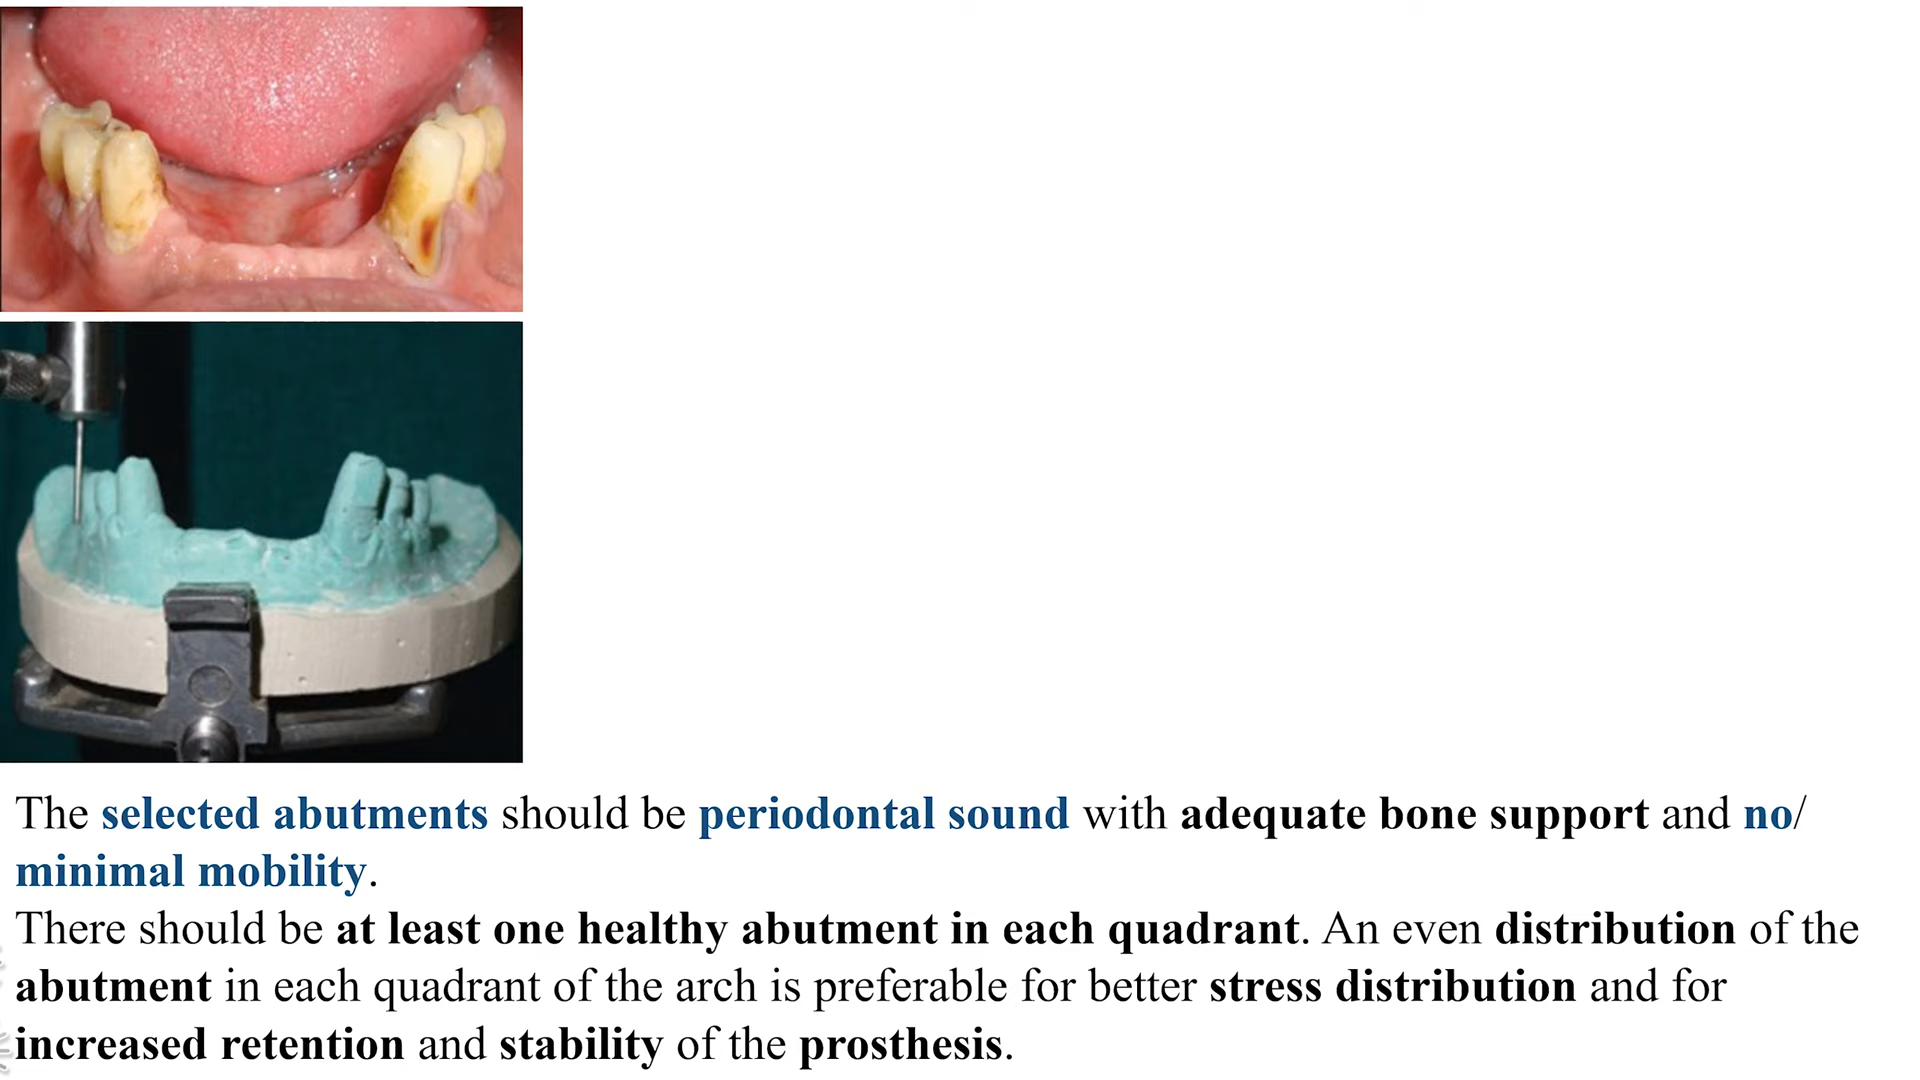 The selected abutments should be periodontal sound with adequate bone support and no/
minimal mobility.
There should be at least one healthy abutment in each quadrant. An even distribution of the
abutment in each quadrant of the arch is preferable for better stress distribution and for
increased retention and stability of the prosthesis.